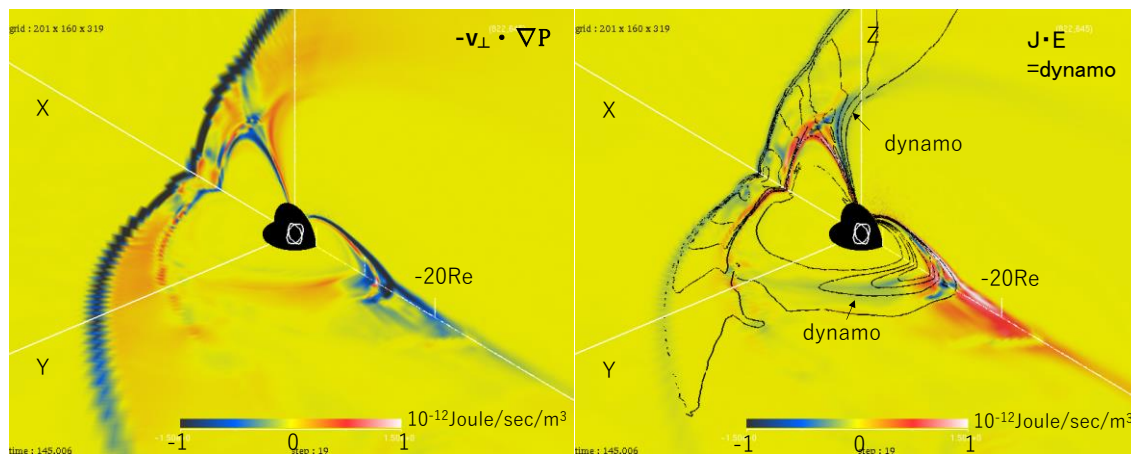 grid : 201 x 160 x 319
-v⊥・∇P
X
-20Re
Y
10⁻¹²Joule/sec/m³
-1 0 1
time : 145.006
step : 19
grid : 201 x 160 x 319
Z
J・E
=dynamo
X
dynamo
-20Re
dynamo
Y
10⁻¹²Joule/sec/m³
-1 0 1
time : 145.006
step : 19